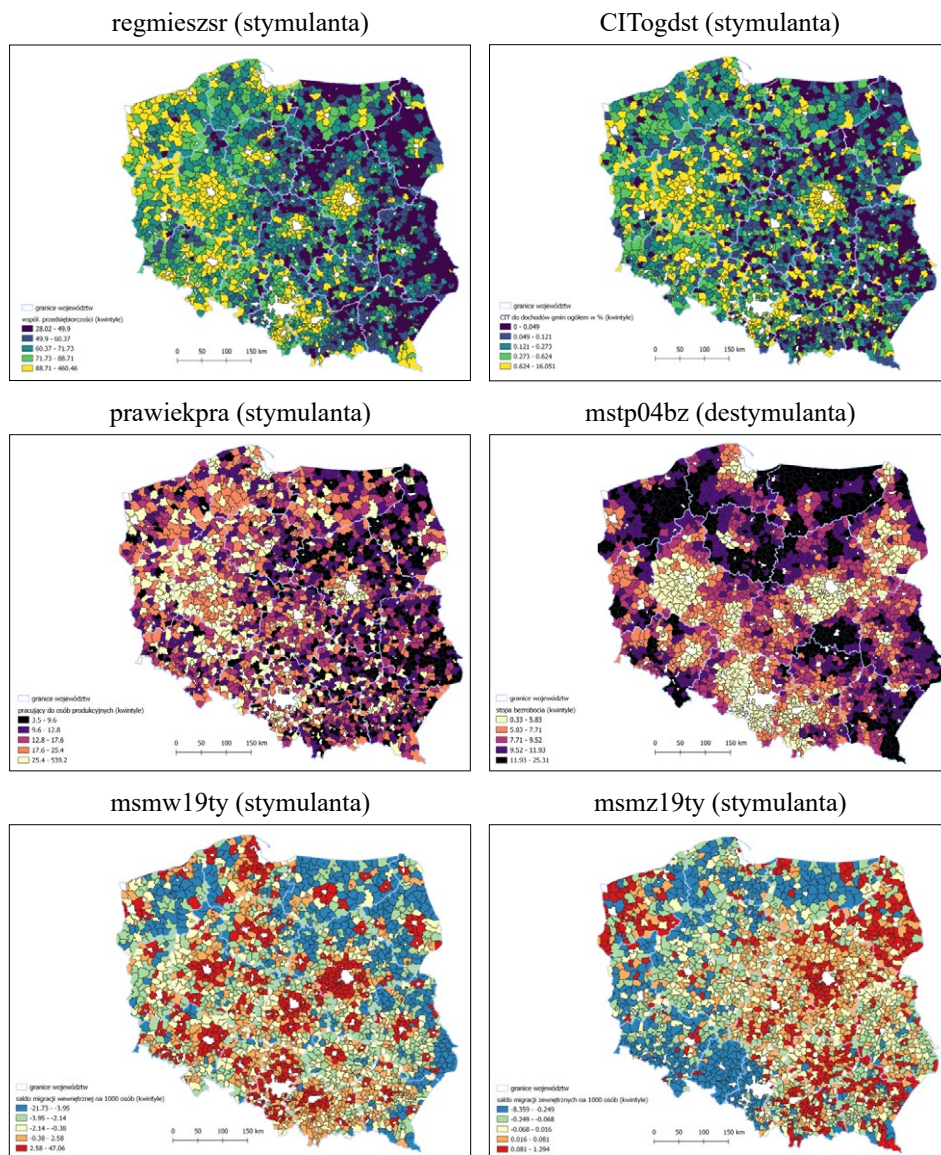 regmieszsr (stymulanta)
CITogdst (stymulanta)
granice województw
współ. przedsiębiorczości (kwintyle)
28.02 - 49.9
49.9 - 60.37
60.37 - 71.73
71.73 - 88.71
88.71 - 460.46
0 50 100 150 km
granice województw
CIT do dochodów gmin ogółem w % (kwintyle)
0 - 0.049
0.049 - 0.121
0.121 - 0.273
0.273 - 0.624
0.624 - 16.051
0 50 100 150 km
prawiekpra (stymulanta)
mstp04bz (destymulanta)
granice województw
pracujący do osób produkcyjnych (kwintyle)
3.5 - 9.6
9.6 - 12.8
12.8 - 17.6
17.6 - 25.4
25.4 - 539.2
0 50 100 150 km
granice województw
stopa bezrobocia (kwintyle)
0.33 - 5.83
5.83 - 7.71
7.71 - 9.52
9.52 - 11.93
11.93 - 25.31
0 50 100 150 km
msmw19ty (stymulanta)
msmz19ty (stymulanta)
granice województw
saldo migracji wewnętrznej na 1000 osób (kwintyle)
-21.73 - -3.95
-3.95 - -2.14
-2.14 - -0.38
-0.38 - 2.58
2.58 - 47.06
0 50 100 150 km
granice województw
saldo migracji zewnętrznych na 1000 osób (kwintyle)
-8.359 - -0.249
-0.249 - -0.068
-0.068 - 0.016
0.016 - 0.081
0.081 - 1.294
0 50 100 150 km